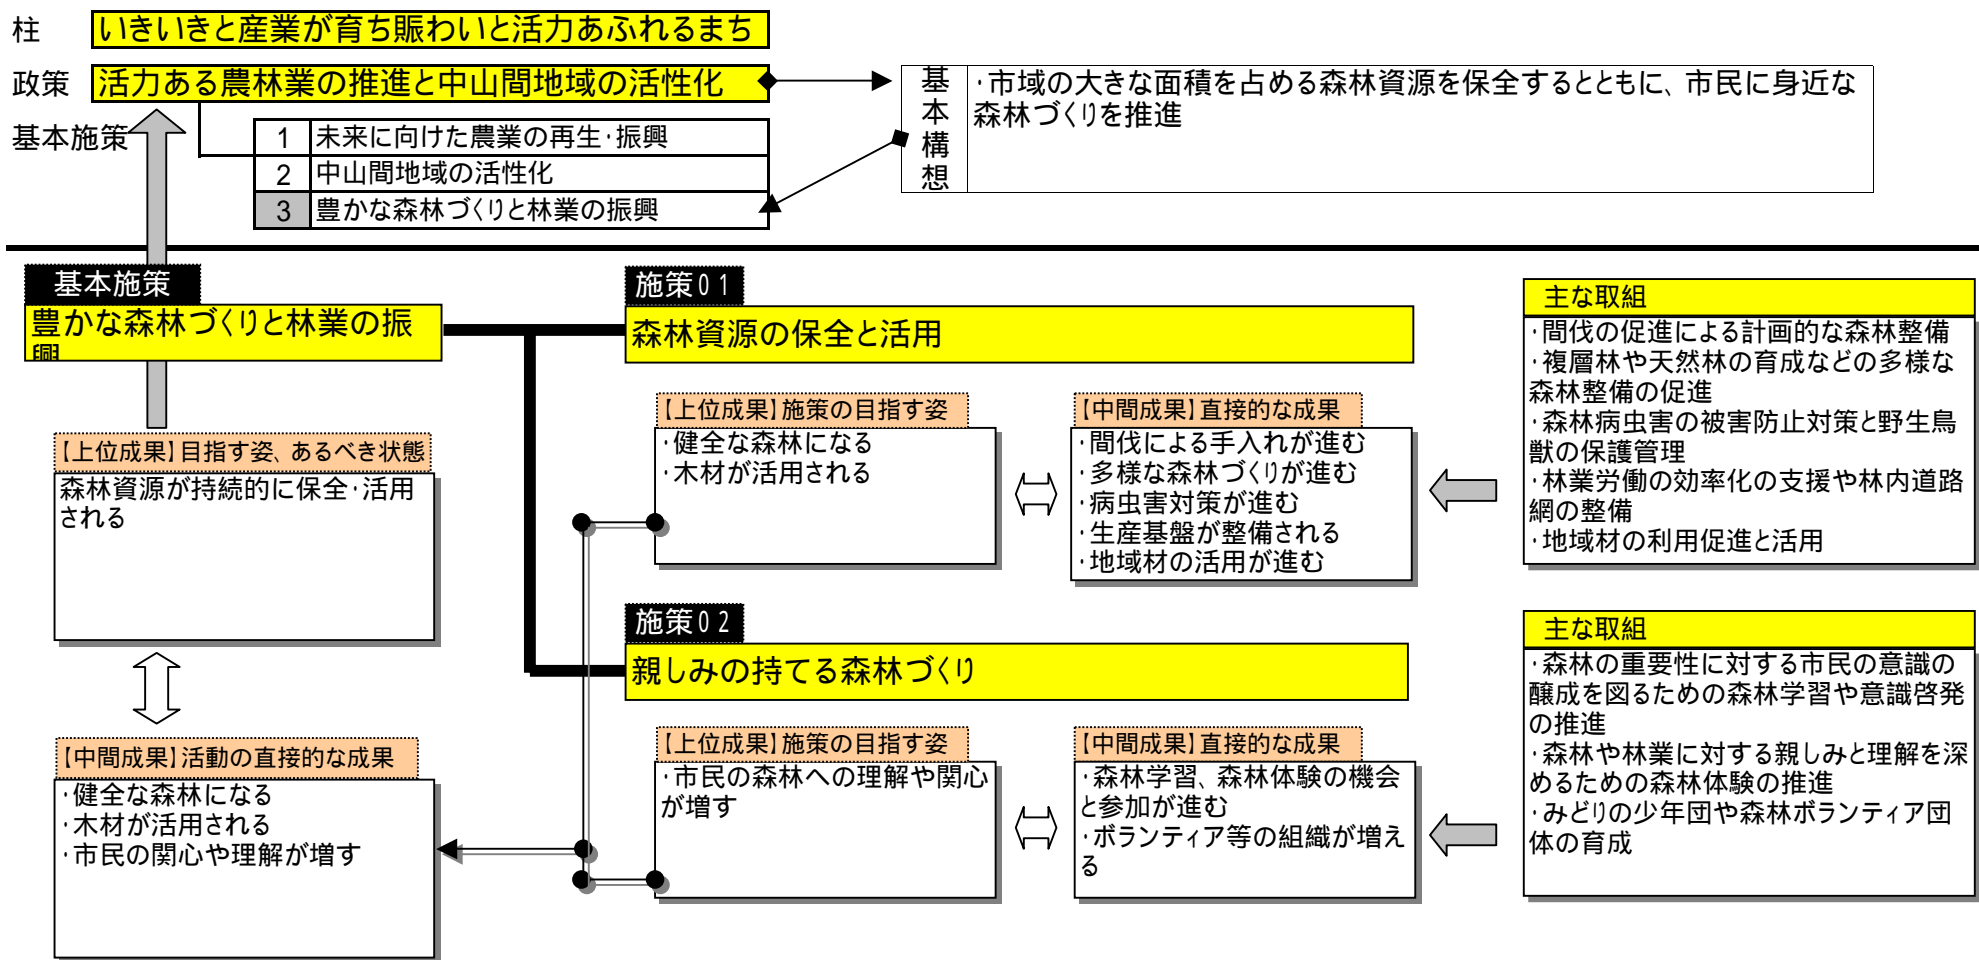 柱
いきいきと産業が育ち賑わいと活力あふれるまち
政策
活力ある農林業の推進と中山間地域の活性化
基本施策
1 未来に向けた農業の再生･振興
2 中山間地域の活性化
3 豊かな森林づくりと林業の振興
基本構想
･市域の大きな面積を占める森林資源を保全するとともに、市民に身近な
森林づくりを推進
基本施策
豊かな森林づくりと林業の振
興
【上位成果】目指す姿、あるべき状態
森林資源が持続的に保全･活用
される
【中間成果】活動の直接的な成果
･健全な森林になる
･木材が活用される
･市民の関心や理解が増す
施策01
森林資源の保全と活用
【上位成果】施策の目指す姿
･健全な森林になる
･木材が活用される
【中間成果】直接的な成果
･間伐による手入れが進む
･多様な森林づくりが進む
･病虫害対策が進む
･生産基盤が整備される
･地域材の活用が進む
主な取組
･間伐の促進による計画的な森林整備
･複層林や天然林の育成などの多様な
森林整備の促進
･森林病虫害の被害防止対策と野生鳥
獣の保護管理
･林業労働の効率化の支援や林内道路
網の整備
･地域材の利用促進と活用
施策02
親しみの持てる森林づくり
【上位成果】施策の目指す姿
･市民の森林への理解や関心
が増す
【中間成果】直接的な成果
･森林学習、森林体験の機会
と参加が進む
･ボランティア等の組織が増え
る
主な取組
･森林の重要性に対する市民の意識の
醸成を図るための森林学習や意識啓発
の推進
･森林や林業に対する親しみと理解を深
めるための森林体験の推進
･みどりの少年団や森林ボランティア団
体の育成